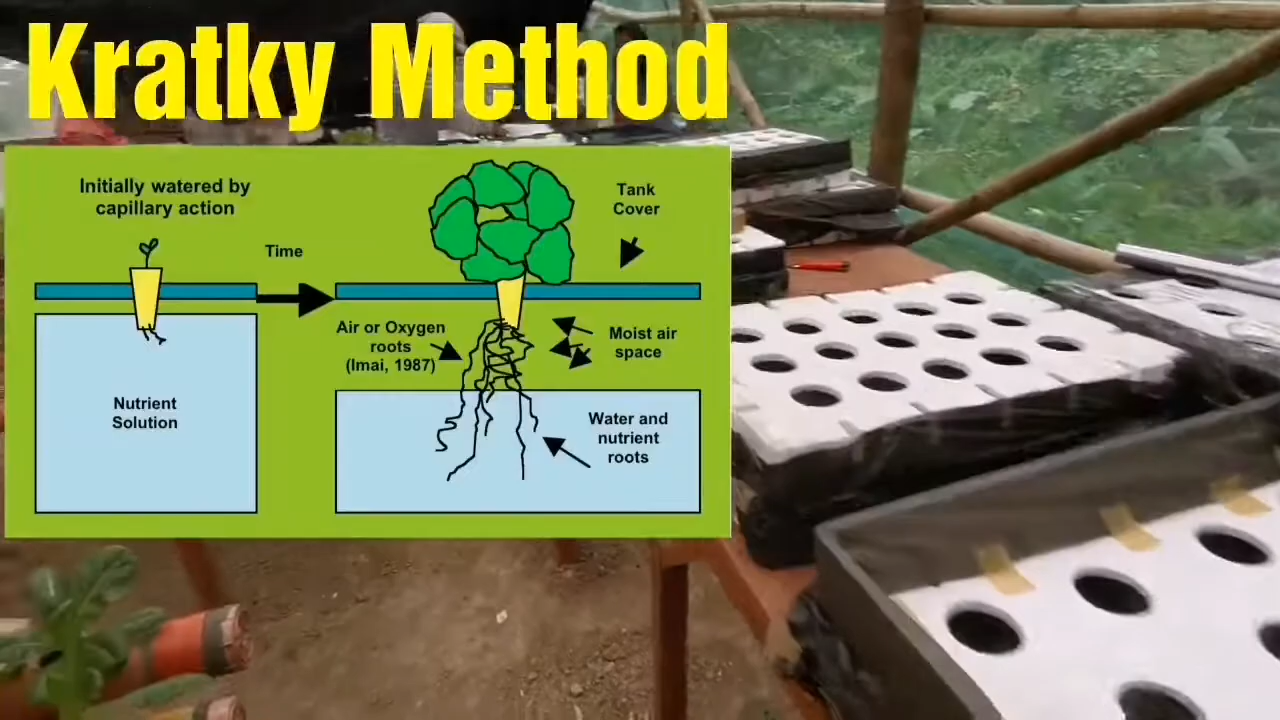 Kratky Method
Initially watered by
capillary action
Time
Tank
Cover
Air or Oxygen
roots
(Imai, 1987)
Moist air
space
Nutrient
Solution
Water and
nutrient
roots